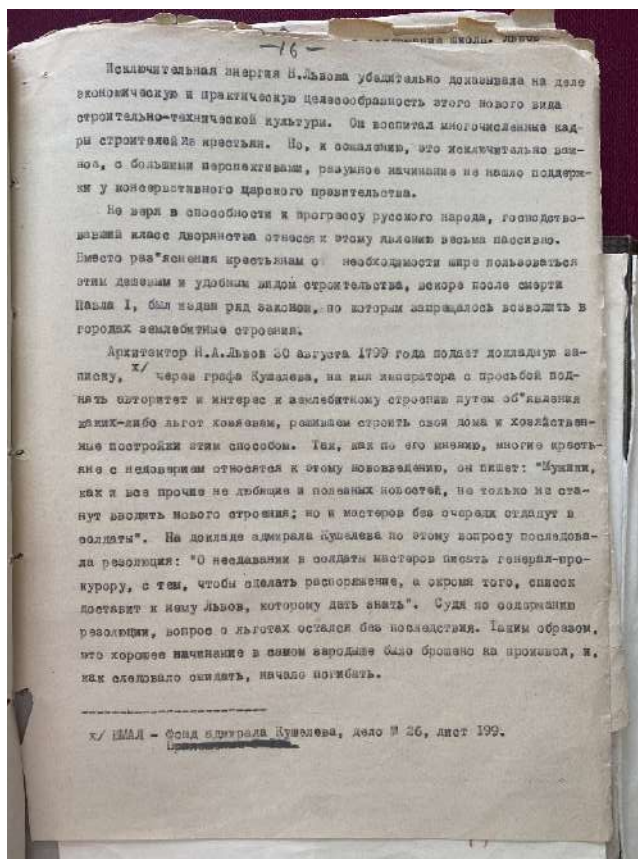 школа. Львов
-16-
Исключительная энергия Н.Львова убедительно доказывала на деле
экономическую и практическую целесообразность этого нового вида
строительно-технической культуры. Он воспитал многочисленные кад-
ры строителей из крестьян. Но, к сожалению, это исключительно важ-
ное, с большими перспективами, разумное начинание не нашло поддерж-
ки у консервативного царского правительства.
Не веря в способности к прогрессу русского народа, господство-
вавший класс дворянства отнесся к этому явлению весьма пассивно.
Вместо раз"яснения крестьянам о необходимости шире пользоваться
этим дешевым и удобным видом строительства, вскоре после смерти
Павла I, был издан ряд законов, по которым запрещалось возводить в
городах землебитные строения.
Архитектор Н.А.Львов 30 августа 1799 года подает докладную за-
писку, х/ через графа Кушелева, на имя императора с просьбой под-
нять авторитет и интерес к землебитному строению путем об"явления
каких-либо льгот хозяевам, решившем строить свои дома и хозяйствен-
ные постройки этим способом. Так, как по его мнению, многие кресть-
яне с недоверием относятся к этому нововведению, он пишет: "Мужики,
как и все прочие не любящие и полезных новостей, не только не ста-
нут вводить нового строения; но и мастеров без очереди отдадут в
солдаты". На докладе адмирала Кушелева по этому вопросу последова-
ла резолюция: "О неславании в солдаты мастеров писать генерал-про-
курору, с тем, чтобы сделать распоряжение, а окромя того, список
доставит к нему Львов, которому дать знать". Судя по содержанию
резолюции, вопрос о льготах остался без последствия. Таким образом,
это хорошее начинание в самом зародыше было брошено на произвол, и,
как следовало ожидать, начало погибать.
х/ ВМАЛ - Фонд адмирала Кушелева, дело № 26, лист 199.